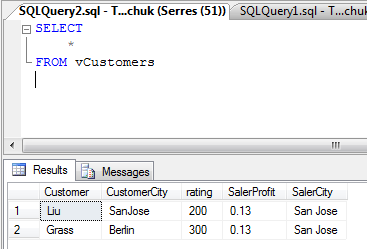 SQLQuery2.sql - T...chuk (Serres (51)) SQLQuery1.sql - T...chuk
SELECT
*
FROM vCustomers
Results Messages
Customer CustomerCity rating SalerProfit SalerCity
1 Liu SanJose 200 0.13 San Jose
2 Grass Berlin 300 0.13 San Jose